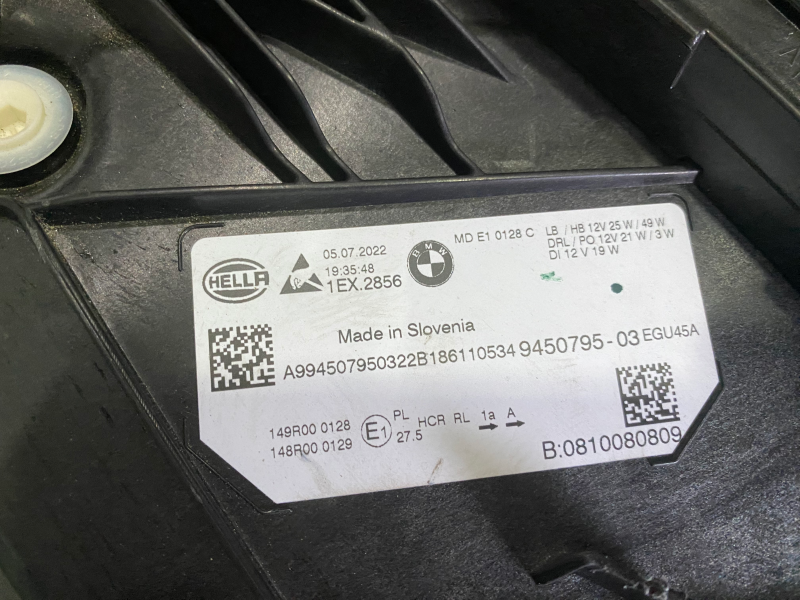 HELLA
05.07.2022
19:35:48
1EX.2856
BMW
MD E1 0128 C
LB / HB 12V 25 W / 49 W
DRL / PO 12V 21 W / 3 W
DI 12 V 19 W
Made in Slovenia
A994507950322B186110534 9450795 - 03 EGU45A
149R00 0128
148R00 0129
E1
PL
27.5
HCR RL 1a A
B:0810080809